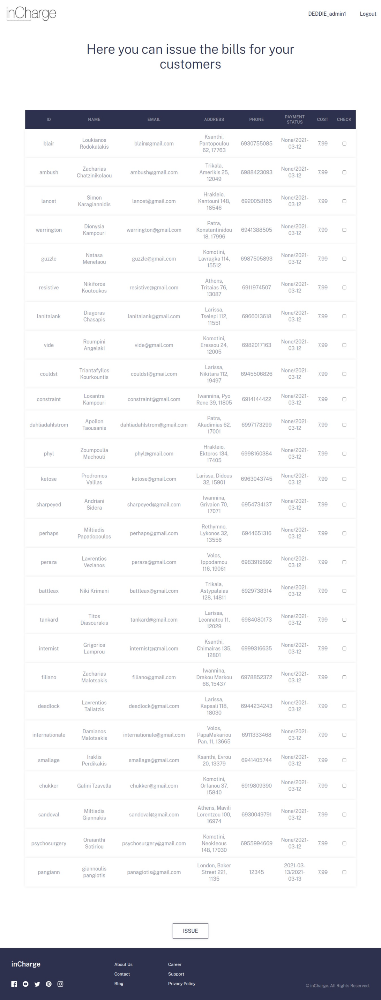 inCharge
DEDDIE_admin1 Logout
Here you can issue the bills for your
customers
ID NAME EMAIL ADDRESS PHONE PAYMENT STATUS COST CHECK
blair Loukianos Rodokalakis blair@gmail.com Ksanthi, Pantopoulou 62, 17763 6930755085 None/2021-03-12 7.99
ambush Zacharias Chatzinikolaou ambush@gmail.com Trikala, Amerikis 25, 12049 6988423093 None/2021-03-12 7.99
lancet Simon Karagiannidis lancet@gmail.com Hrakleio, Kantouni 148, 18546 6920058165 None/2021-03-12 7.99
warrington Dionysia Kampouri warrington@gmail.com Patra, Konstantinidou 18, 17996 6941388505 None/2021-03-12 7.99
guzzle Natasa Menelaou guzzle@gmail.com Komotini, Lavragka 114, 15512 6987505893 None/2021-03-12 7.99
resistive Nikiforos Koutoukos resistive@gmail.com Athens, Tritaias 76, 13087 6911974507 None/2021-03-12 7.99
lanitalank Diagoras Chasapis lanitalank@gmail.com Larissa, Tselepi 112, 11551 6966013618 None/2021-03-12 7.99
vide Roumpini Angelaki vide@gmail.com Komotini, Eressou 24, 12005 6982017163 None/2021-03-12 7.99
couldst Triantafyllos Kourkountis couldst@gmail.com Larissa, Nikitara 112, 19497 6945506826 None/2021-03-12 7.99
constraint Loxantra Kampouri constraint@gmail.com Iwannina, Pyo Rene 39, 11805 6914144422 None/2021-03-12 7.99
dahliadahlstrom Apollon Taousanis dahliadahlstrom@gmail.com Patra, Akadimias 62, 17001 6997173299 None/2021-03-12 7.99
phyl Zoumpoulia Machouti phyl@gmail.com Hrakleio, Ektoros 134, 17405 6998160384 None/2021-03-12 7.99
ketose Prodromos Valilas ketose@gmail.com Larissa, Didous 32, 15901 6963043745 None/2021-03-12 7.99
sharpeyed Andriani Sidera sharpeyed@gmail.com Iwannina, Grivaion 70, 17071 6954734137 None/2021-03-12 7.99
perhaps Miltiadis Papadopoulos perhaps@gmail.com Rethymno, Lykonos 32, 13556 6944651316 None/2021-03-12 7.99
peraza Lavrentios Vezianos peraza@gmail.com Volos, Ippodamou 116, 19061 6983919892 None/2021-03-12 7.99
battleax Niki Krimani battleax@gmail.com Trikala, Astypalaias 128, 14811 6929738314 None/2021-03-12 7.99
tankard Titos Diasourakis tankard@gmail.com Larissa, Leonnatou 11, 12029 6984080173 None/2021-03-12 7.99
internist Grigorios Lamprou internist@gmail.com Ksanthi, Chimairas 135, 12801 6999316635 None/2021-03-12 7.99
filiano Zacharias Malotsakis filiano@gmail.com Iwannina, Drakou Markou 66, 15437 6978852372 None/2021-03-12 7.99
deadlock Lavrentios Taliatzis deadlock@gmail.com Larissa, Kapsali 118, 18030 6944234243 None/2021-03-12 7.99
internationale Damianos Malotsakis internationale@gmail.com Volos, PapaMakariou Pan. 11, 13665 6911333468 None/2021-03-12 7.99
smallage Iraklis Perdikakis smallage@gmail.com Ksanthi, Evrou 20, 13379 6941405744 None/2021-03-12 7.99
chukker Galini Tzavella chukker@gmail.com Komotini, Orfanou 37, 15840 6919809390 None/2021-03-12 7.99
sandoval Miltiadis Giannakis sandoval@gmail.com Athens, Mavili Lorentzou 100, 16974 6930049791 None/2021-03-12 7.99
psychosurgery Oraianthi Sotiriou psychosurgery@gmail.com Komotini, Neokleous 148, 17030 6955994669 None/2021-03-12 7.99
pangiann giannoulis pangiotis panagiotis@gmail.com London, Baker Street 221, 1135 12345 2021-03-13/2021-03-13 7.99
ISSUE
inCharge
About Us Career
Contact Support
Blog Privacy Policy
© inCharge. All Rights Reserved.